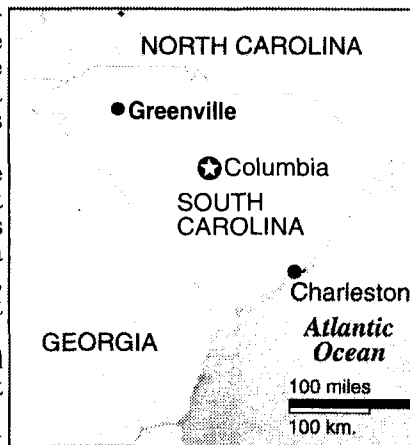 NORTH CAROLINA
Greenville
Columbia
SOUTH
CAROLINA
Charleston
Atlantic
Ocean
GEORGIA
100 miles
100 km.